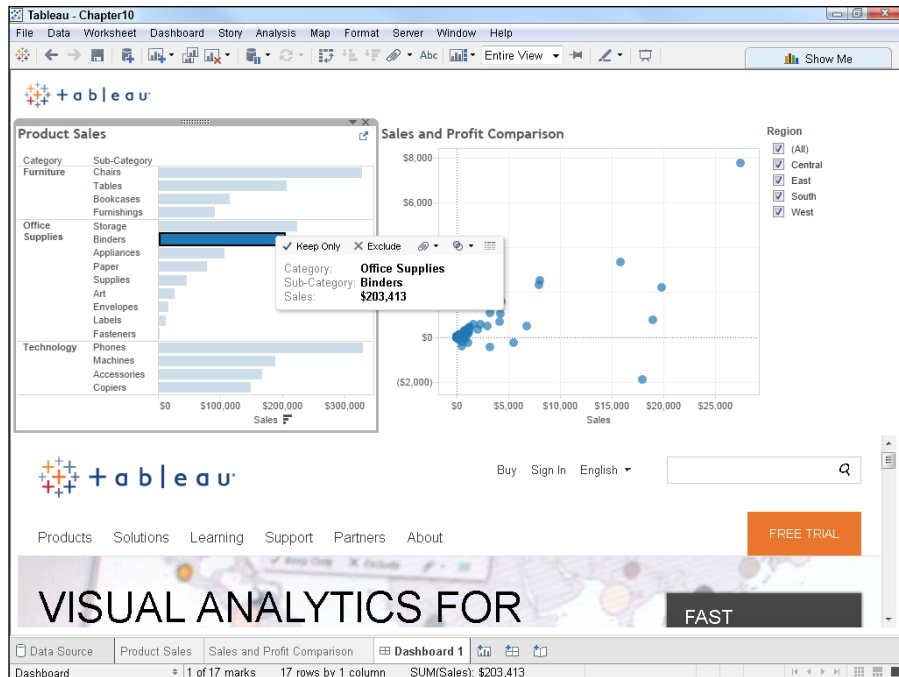 Tableau - Chapter10
File Data Worksheet Dashboard Story Analysis Map Format Server Window Help
Abc Entire View Show Me
+ a b | e a u
Product Sales
Category Sub-Category
Furniture Chairs
Tables
Bookcases
Furnishings
Office Supplies Storage
Binders
Appliances
Paper
Supplies
Art
Envelopes
Labels
Fasteners
Technology Phones
Machines
Accessories
Copiers
$0 $100,000 $200,000 $300,000
Sales
Keep Only Exclude
Category: Office Supplies
Sub-Category: Binders
Sales: $203,413
Sales and Profit Comparison
$8,000
$6,000
$0
($2,000)
$0 $5,000 $10,000 $15,000 $20,000 $25,000
Sales
Region
(All)
Central
East
South
West
+ a b | e a u
Buy Sign In English
Products Solutions Learning Support Partners About
FREE TRIAL
Keep Only Exclude
VISUAL ANALYTICS FOR
FAST
Data Source Product Sales Sales and Profit Comparison Dashboard 1
Dashboard 1 of 17 marks 17 rows by 1 column SUM(Sales): $203,413